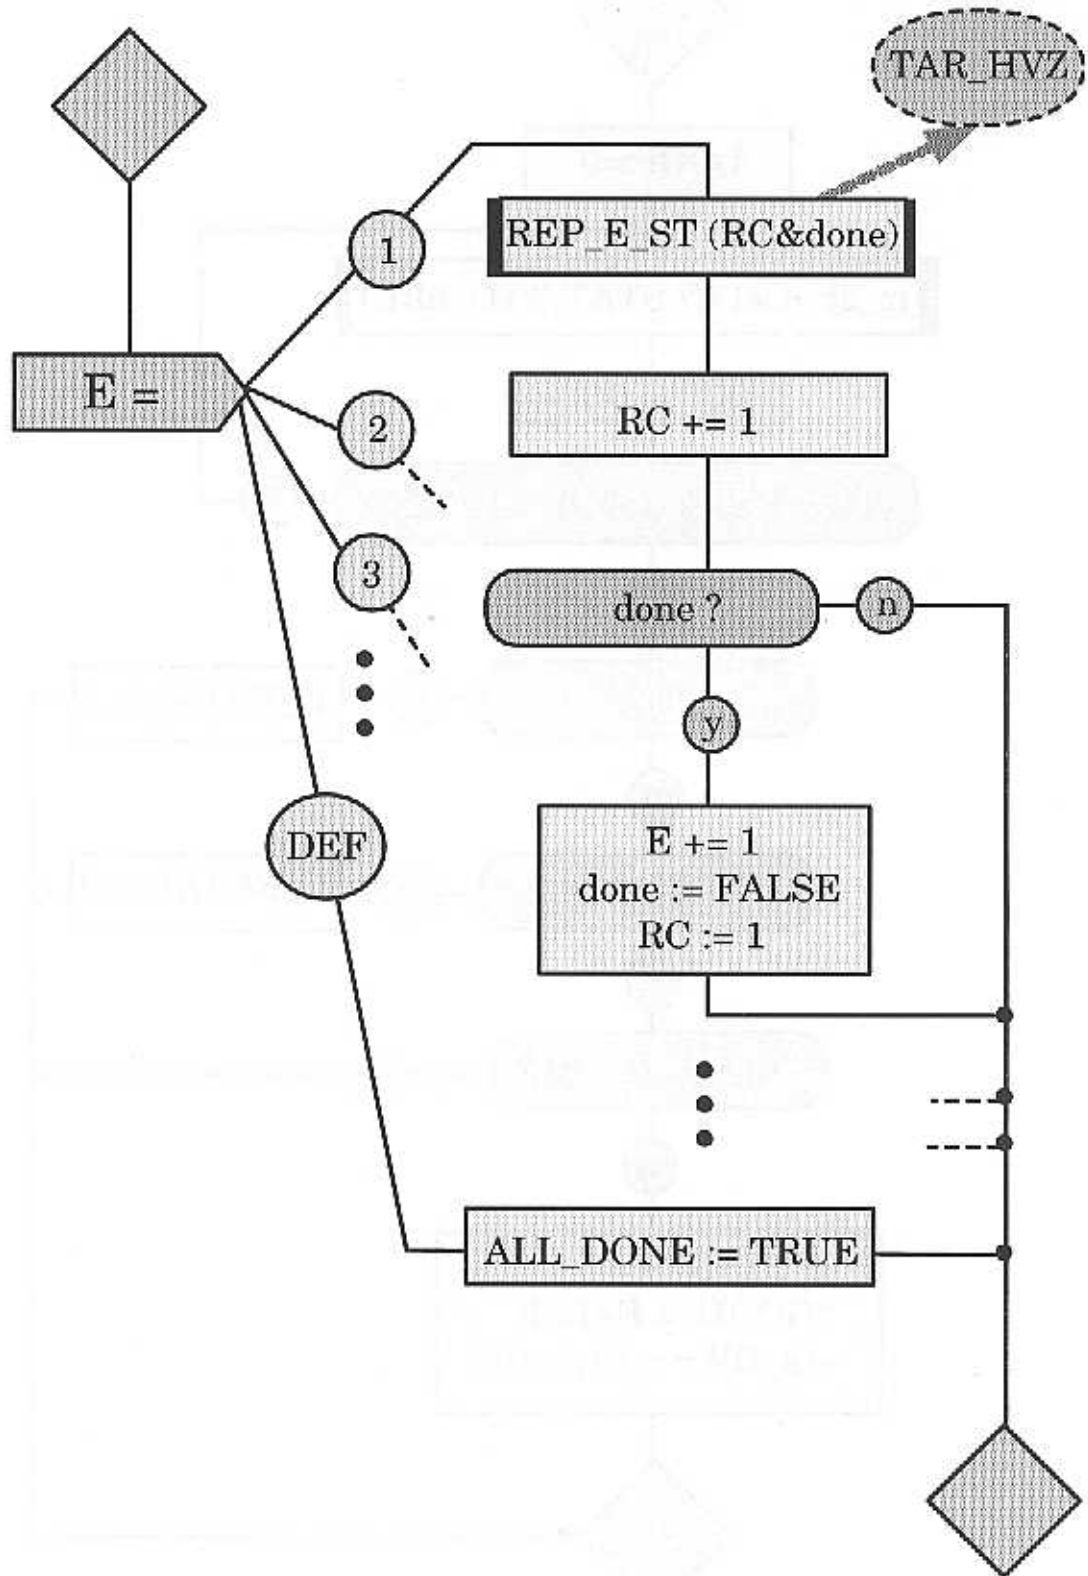 TAR_HVZ
1
REP_E_ST (RC&done)
E =
2
RC += 1
3
done ?
n
y
DEF
E += 1
done := FALSE
RC := 1
ALL_DONE := TRUE